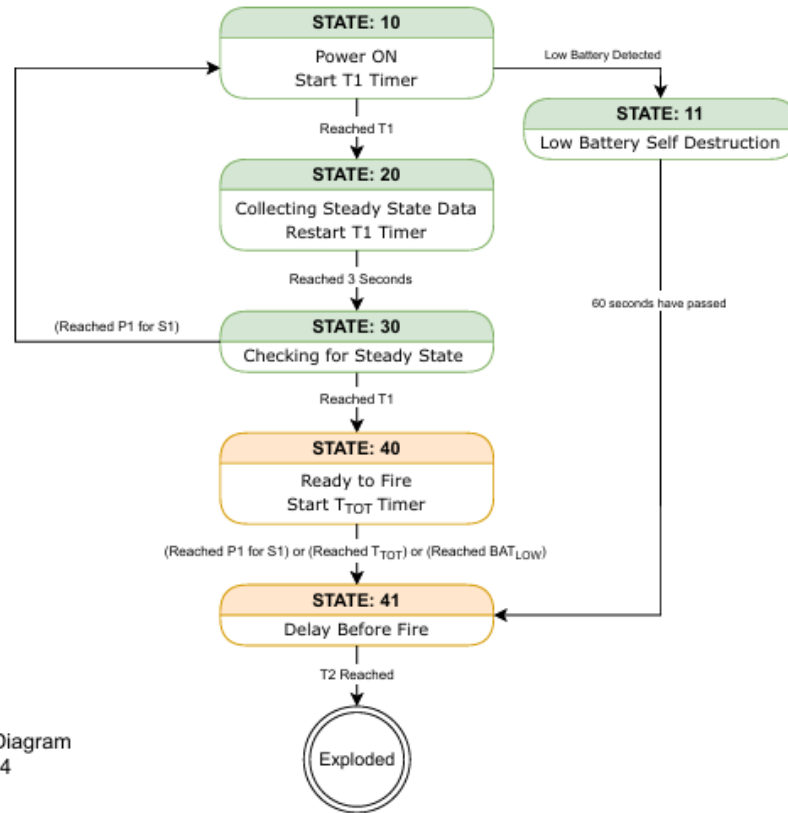 STATE: 10
Power ON
Start T1 Timer
Low Battery Detected
STATE: 11
Low Battery Self Destruction
Reached T1
STATE: 20
Collecting Steady State Data
Restart T1 Timer
Reached 3 Seconds
60 seconds have passed
(Reached P1 for S1)
STATE: 30
Checking for Steady State
Reached T1
STATE: 40
Ready to Fire
Start TTOT Timer
(Reached P1 for S1) or (Reached TTOT) or (Reached BATLOW)
STATE: 41
Delay Before Fire
T2 Reached
Exploded
Diagram
4